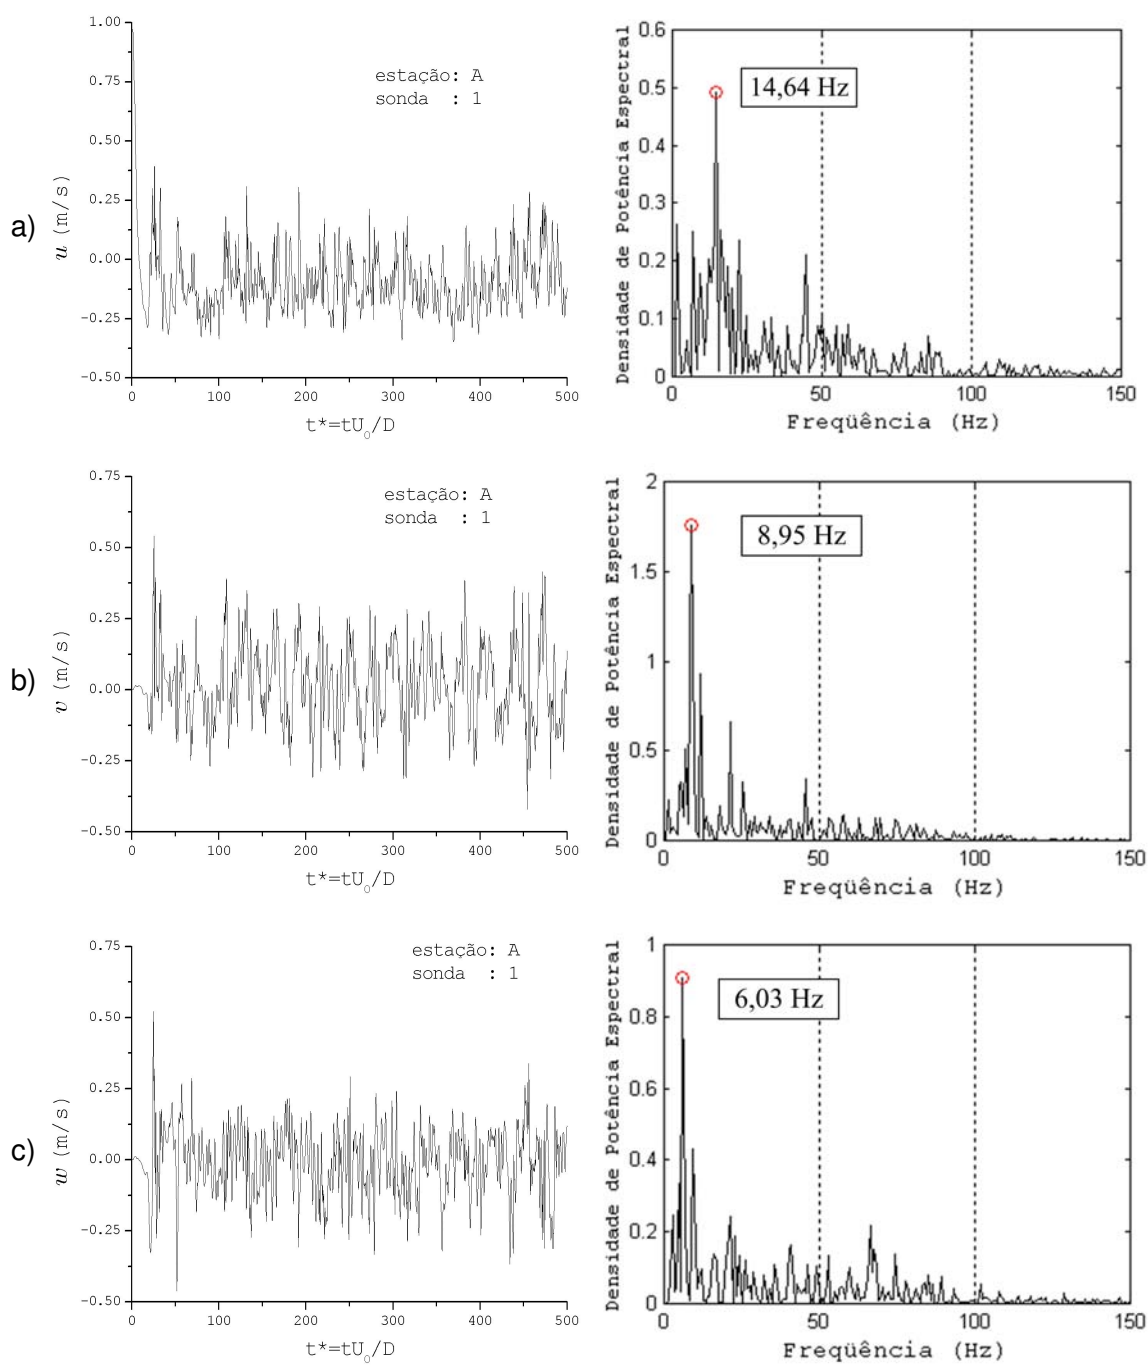 a)
1.00
0.75
0.50
0.25
0.00
-0.25
-0.50
u (m/s)
estação: A
sonda : 1
0 100 200 300 400 500
t*=tU0/D
Densidade de Potência Espectral
0.6
0.5
0.4
0.3
0.2
0.1
0
14,64 Hz
0 50 100 150
Freqüência (Hz)
b)
0.75
0.50
0.25
0.00
-0.25
-0.50
v (m/s)
estação: A
sonda : 1
0 100 200 300 400 500
t*=tU0/D
Densidade de Potência Espectral
2
1.5
1
0.5
0
8,95 Hz
0 50 100 150
Freqüência (Hz)
c)
0.75
0.50
0.25
0.00
-0.25
-0.50
w (m/s)
estação: A
sonda : 1
0 100 200 300 400 500
t*=tU0/D
Densidade de Potência Espectral
1
0.8
0.6
0.4
0.2
0
6,03 Hz
0 50 100 150
Freqüência (Hz)